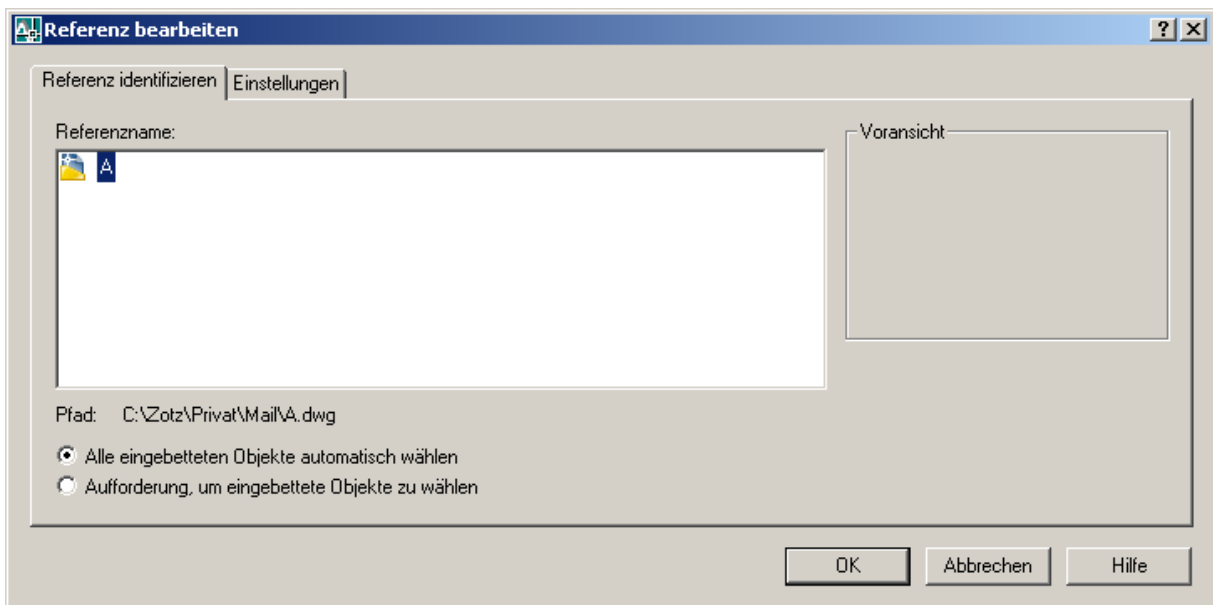 Referenz bearbeiten
Referenz identifizieren
Einstellungen
Referenzname:
Voransicht
A
Pfad: C:\Zotz\Privat\Mail\A.dwg
Alle eingebetteten Objekte automatisch wählen
Aufforderung, um eingebettete Objekte zu wählen
OK
Abbrechen
Hilfe